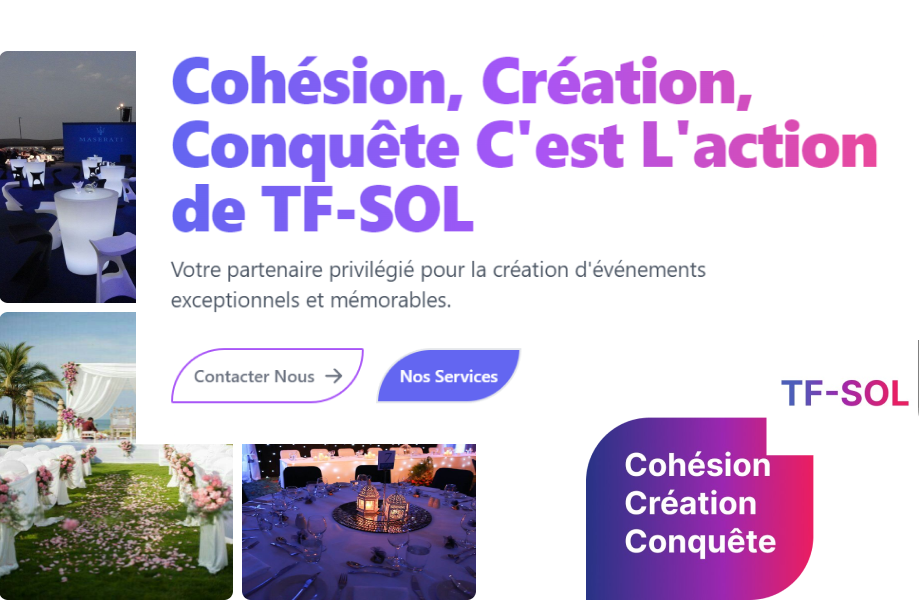 Cohésion, Création,
Conquête C'est L'action
de TF-SOL
Votre partenaire privilégié pour la création d'événements
exceptionnels et mémorables.
Contacter Nous →
Nos Services
MASERATI
TF-SOL
Cohésion
Création
Conquête